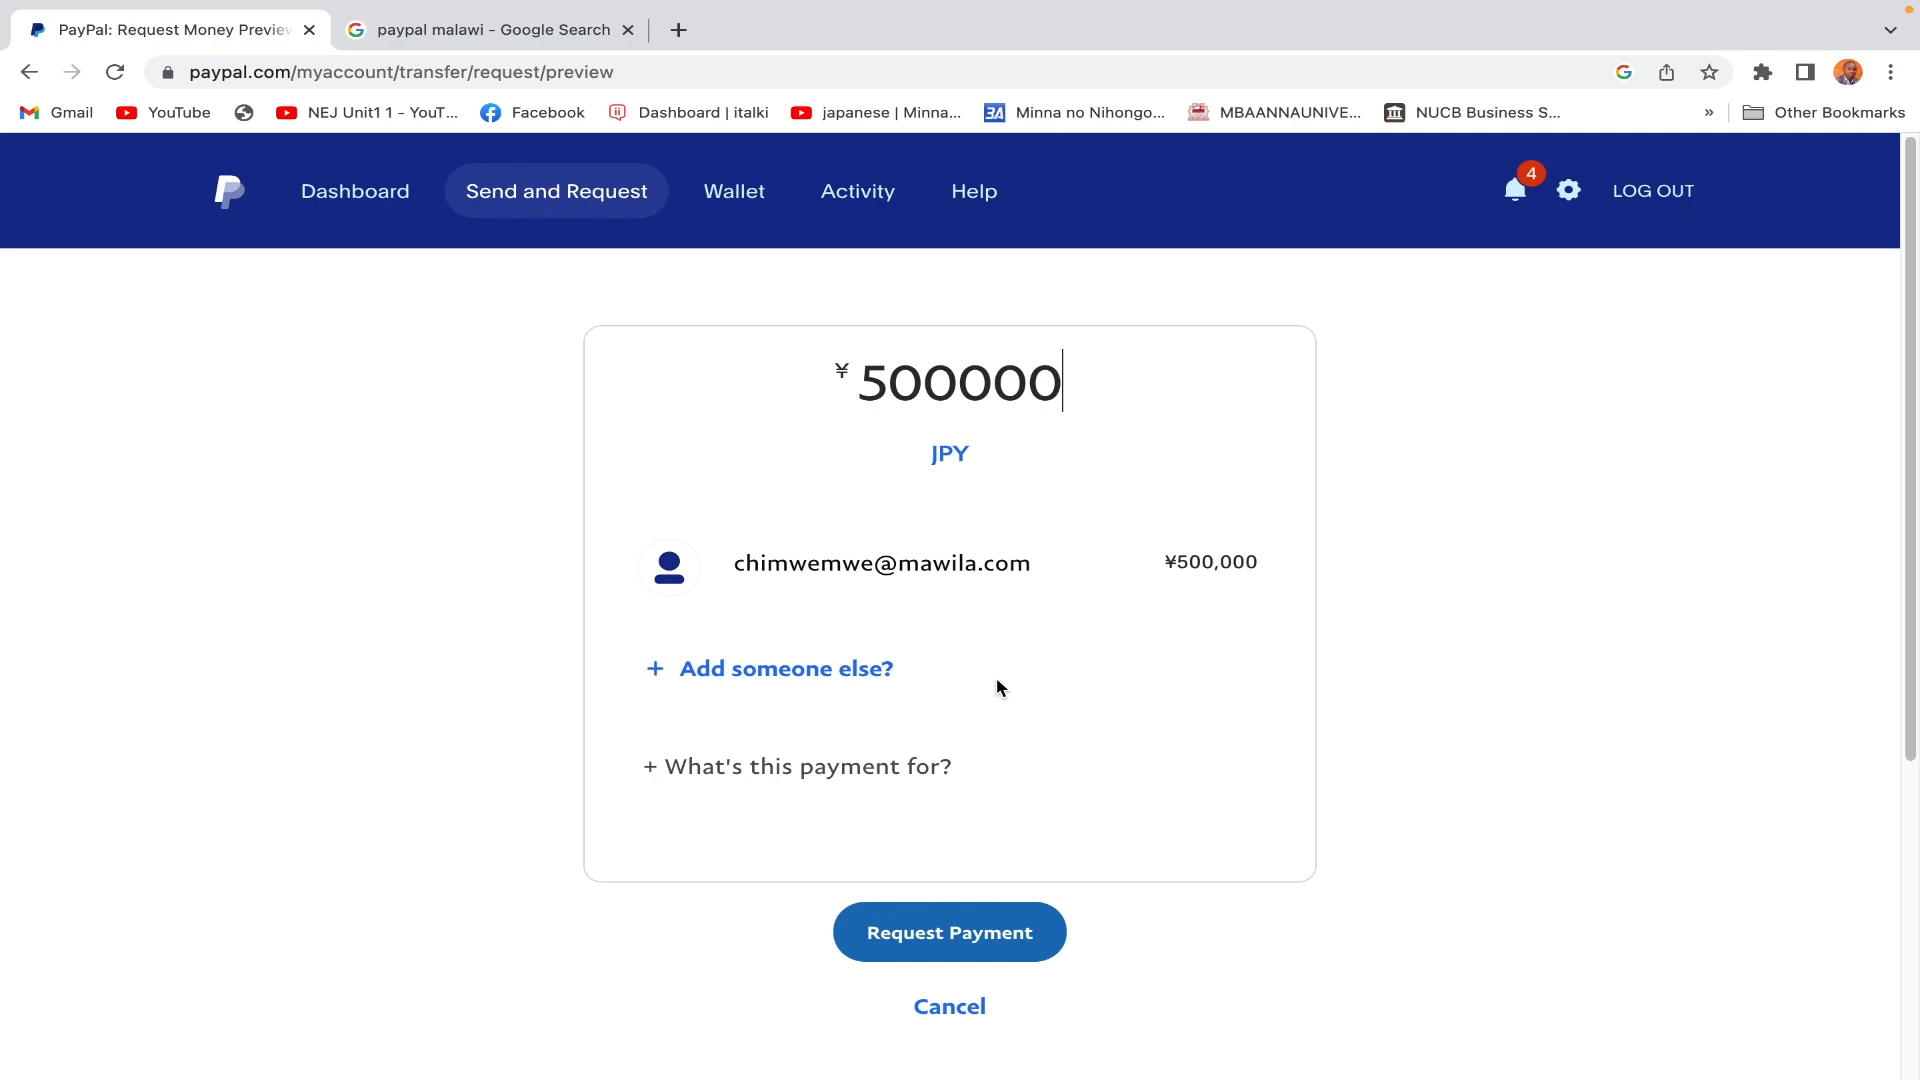 PayPal: Request Money Preview
paypal malawi - Google Search
paypal.com/myaccount/transfer/request/preview
Gmail
YouTube
NEJ Unit1 1 - YouT...
Facebook
Dashboard | italki
japanese | Minna...
3A
Minna no Nihongo...
MBAANNAUNIVE...
NUCB Business S...
»
Other Bookmarks
Dashboard
Send and Request
Wallet
Activity
Help
4
LOG OUT
¥ 500000
JPY
chimwemwe@mawila.com ¥500,000
+ Add someone else?
+ What's this payment for?
Request Payment
Cancel